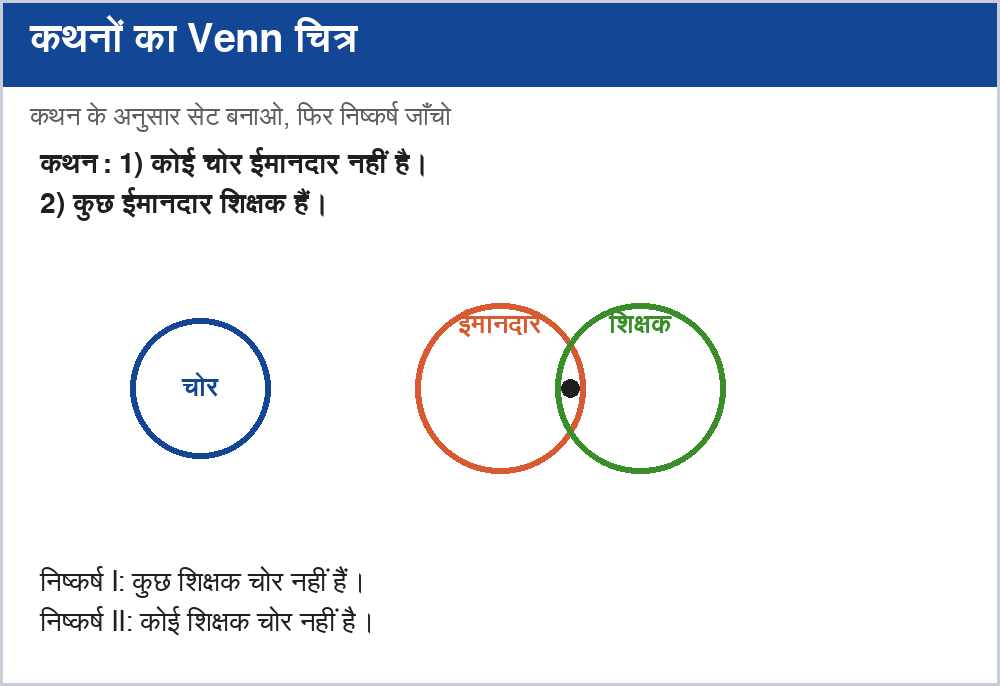 कथनों का Venn चित्र
कथन के अनुसार सेट बनाओ, फिर निष्कर्ष जाँचो
कथन: 1) कोई चोर ईमानदार नहीं है।
2) कुछ ईमानदार शिक्षक हैं।
ईमानदार
शिक्षक
चोर
निष्कर्ष I: कुछ शिक्षक चोर नहीं हैं।
निष्कर्ष II: कोई शिक्षक चोर नहीं है।